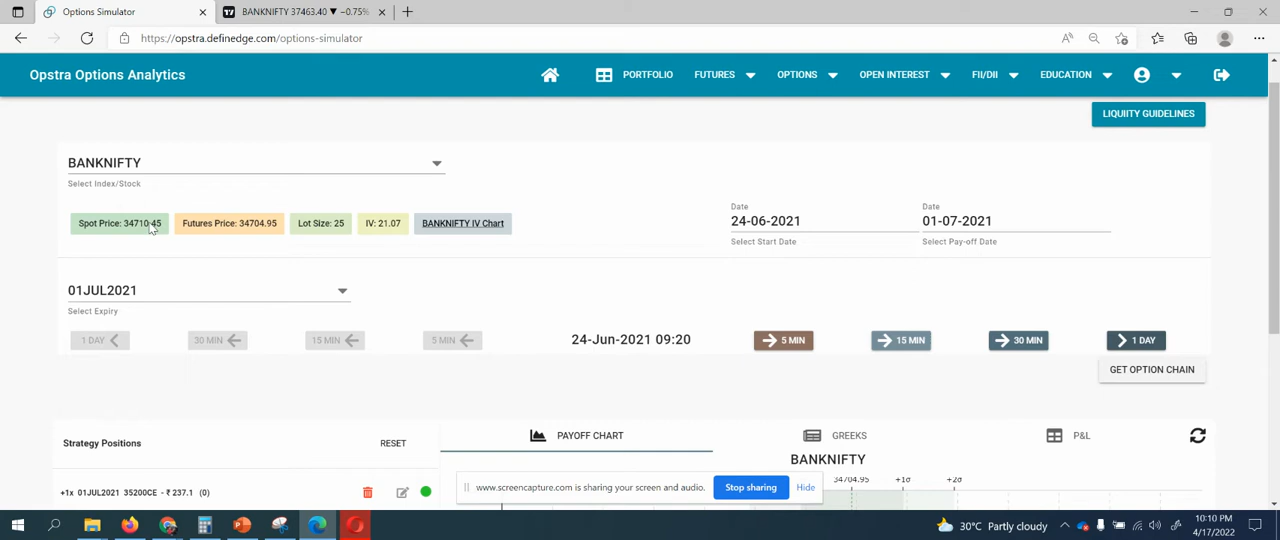 Options Simulator
BANKNIFTY 37463.40 ▼ −0.75%
https://opstra.definedge.com/options-simulator
Opstra Options Analytics
PORTFOLIO
FUTURES
OPTIONS
OPEN INTEREST
FII/DII
EDUCATION
LIQUIITY GUIDELINES
BANKNIFTY
Select Index/Stock
Spot Price: 34710.45
Futures Price: 34704.95
Lot Size: 25
IV: 21.07
BANKNIFTY IV Chart
Date
24-06-2021
Select Start Date
Date
01-07-2021
Select Pay-off Date
01JUL2021
Select Expiry
1 DAY
30 MIN
15 MIN
5 MIN
24-Jun-2021 09:20
5 MIN
15 MIN
30 MIN
1 DAY
GET OPTION CHAIN
Strategy Positions
RESET
PAYOFF CHART
GREEKS
P&L
BANKNIFTY
34704.95
+1σ
+2σ
+1x 01JUL2021 35200CE - ₹ 237.1 (0)
www.screencapture.com is sharing your screen and audio.
Stop sharing
Hide
30°C Partly cloudy
10:10 PM
4/17/2022